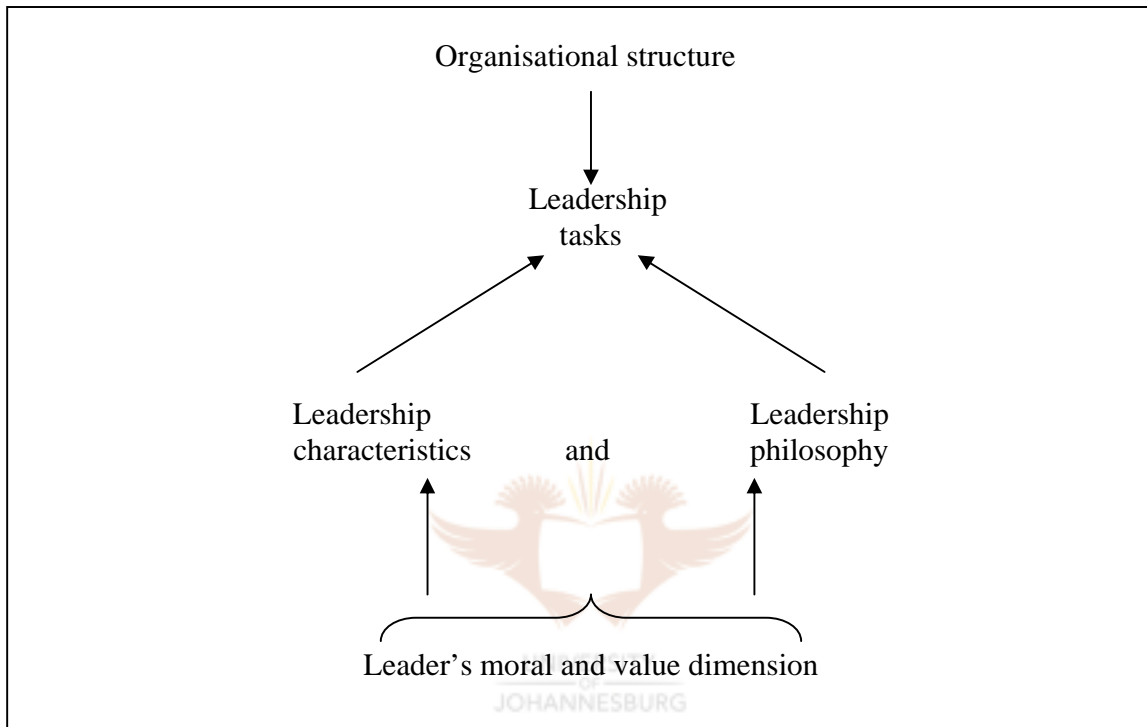 Organisational structure
Leadership
tasks
Leadership
characteristics
and
Leadership
philosophy
Leader’s moral and value dimension
UNIVERSITY
OF
JOHANNESBURG